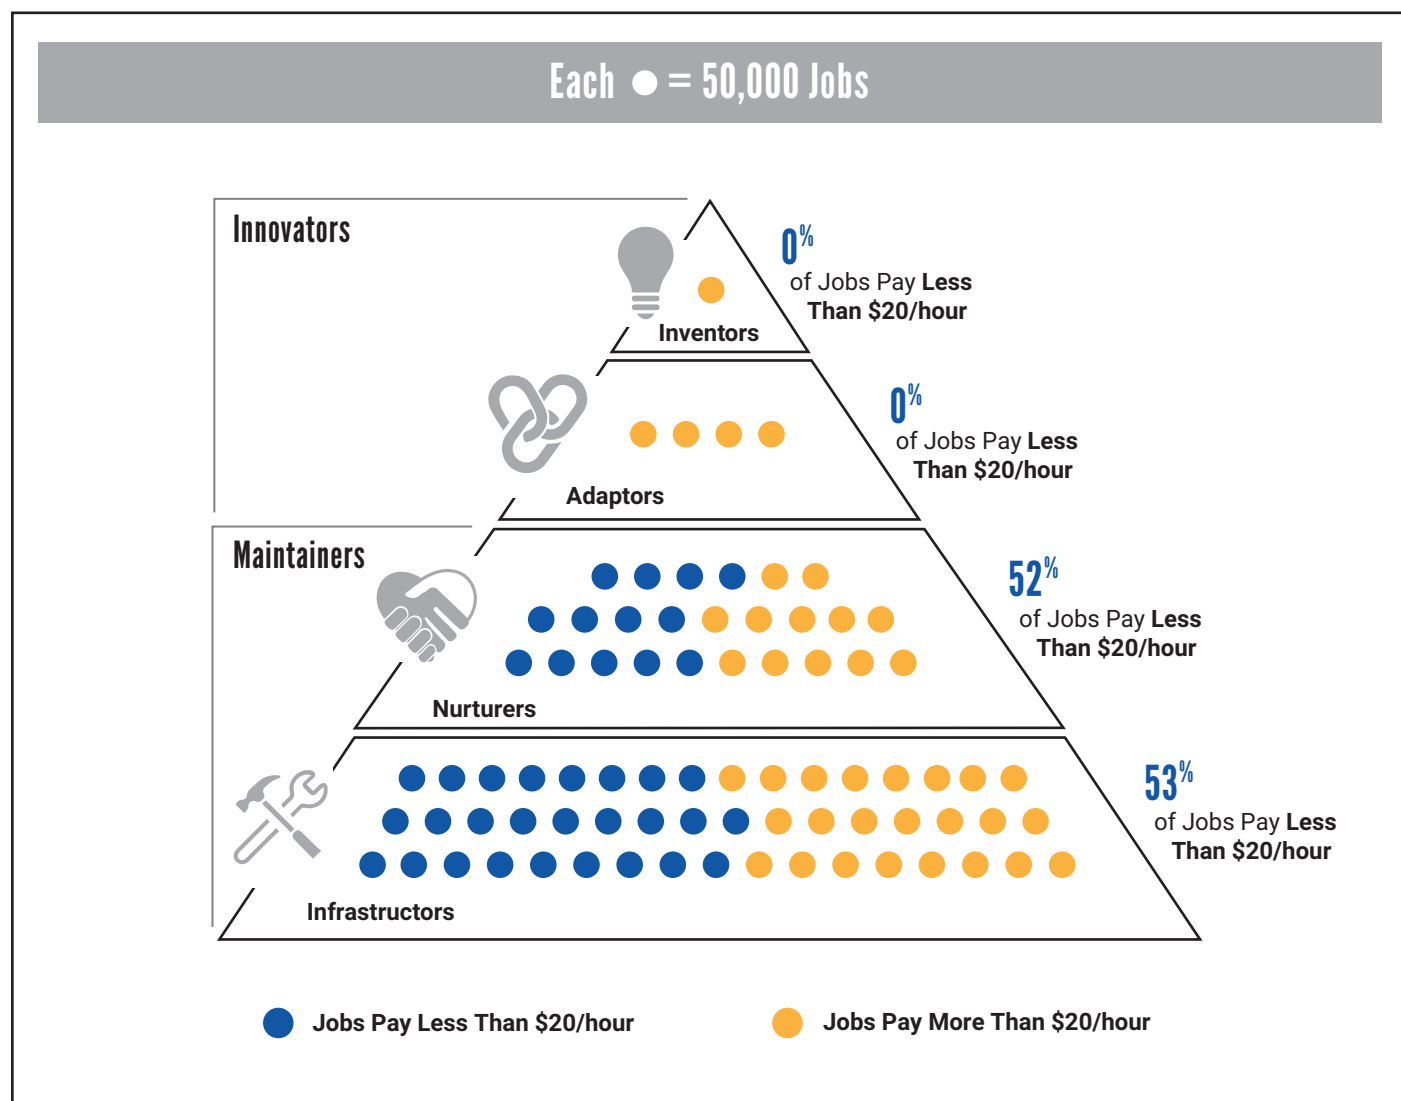 Each = 50,000 Jobs
Innovators
0%
of Jobs Pay Less
Than $20/hour
Inventors
0%
of Jobs Pay Less
Than $20/hour
Adaptors
Maintainers
52%
of Jobs Pay Less
Than $20/hour
Nurturers
53%
of Jobs Pay Less
Than $20/hour
Infrastructors
Jobs Pay Less Than $20/hour
Jobs Pay More Than $20/hour